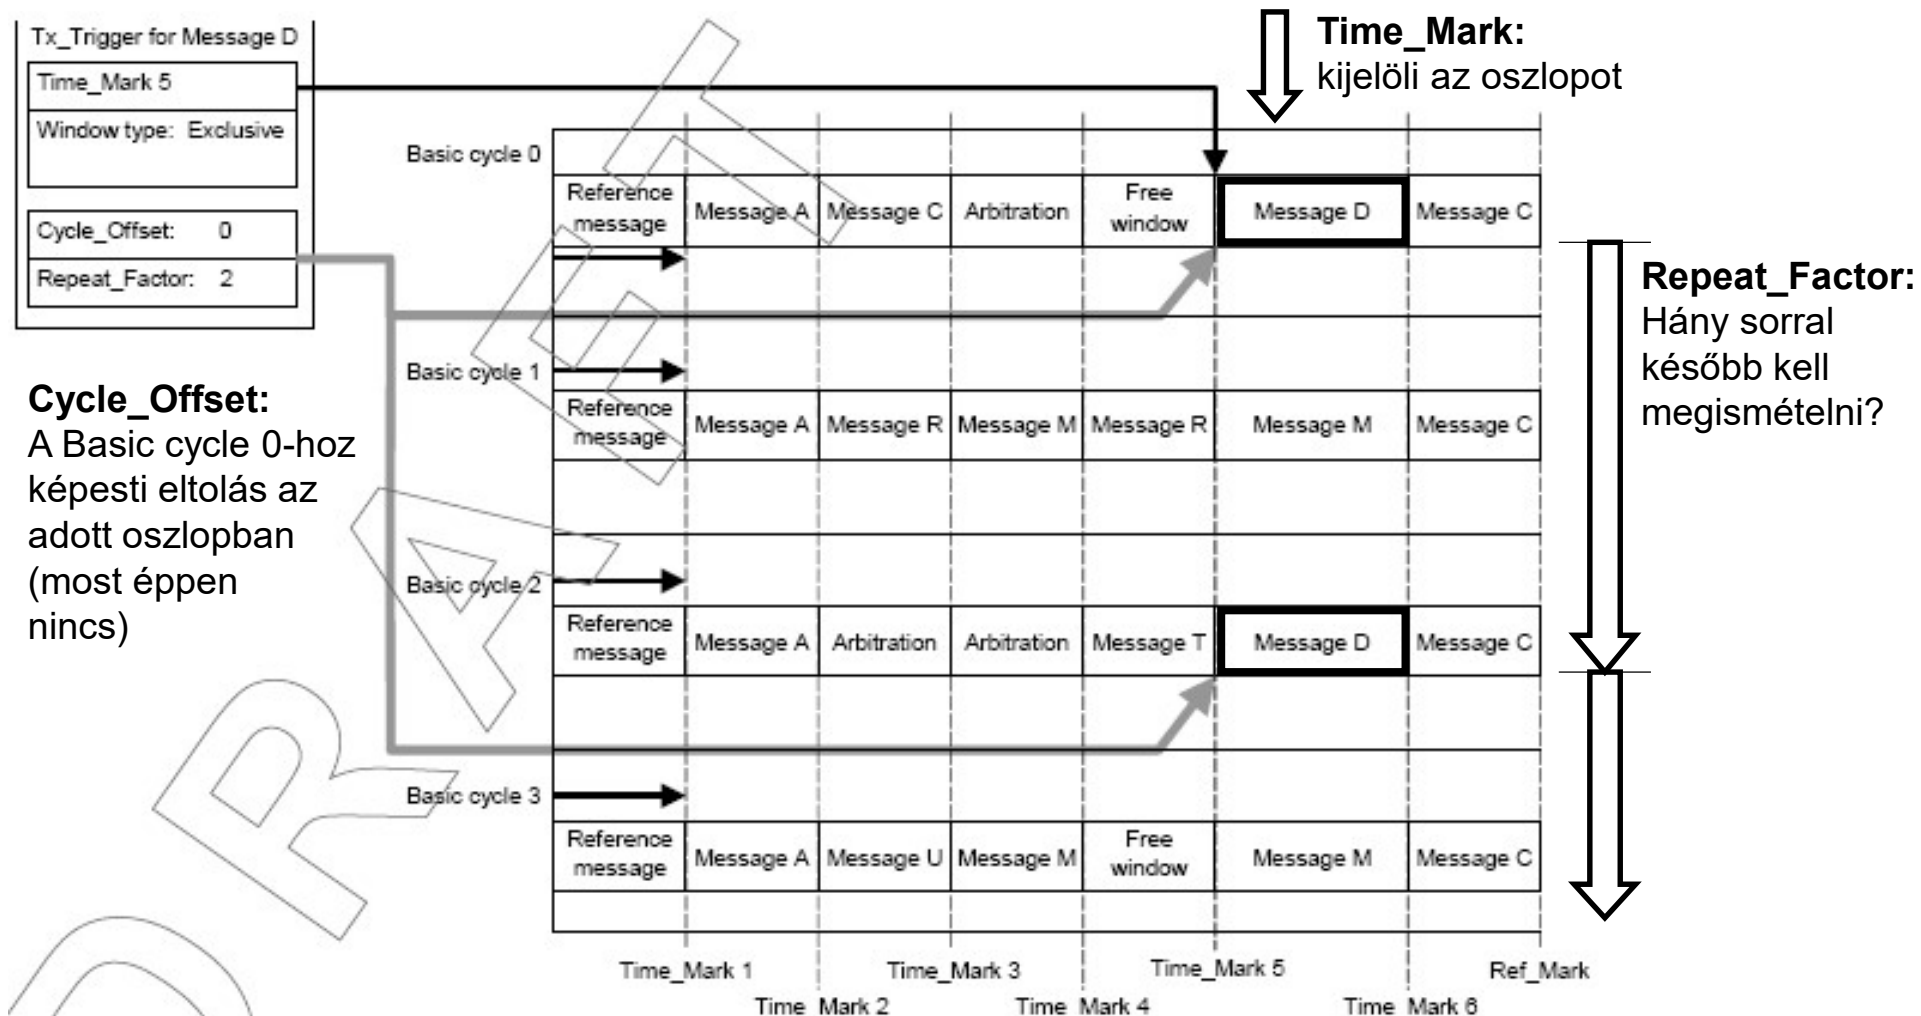 Tx_Trigger for Message D
Time_Mark 5
Window type: Exclusive
Cycle_Offset: 0
Repeat_Factor: 2
Time_Mark:
kijelöli az oszlopot
Cycle_Offset:
A Basic cycle 0-hoz
képesti eltolás az
adott oszlopban
(most éppen
nincs)
Basic cycle 0
Reference
message
Message A
Message C
Arbitration
Free
window
Message D
Message C
Basic cycle 1
Reference
message
Message A
Message R
Message M
Message R
Message M
Message C
Basic cycle 2
Reference
message
Message A
Arbitration
Arbitration
Message T
Message D
Message C
Basic cycle 3
Reference
message
Message A
Message U
Message M
Free
window
Message M
Message C
Repeat_Factor:
Hány sorral
később kell
megismételni?
Time_Mark 1
Time_Mark 2
Time_Mark 3
Time_Mark 4
Time_Mark 5
Time_Mark 6
Ref_Mark
DRAFT